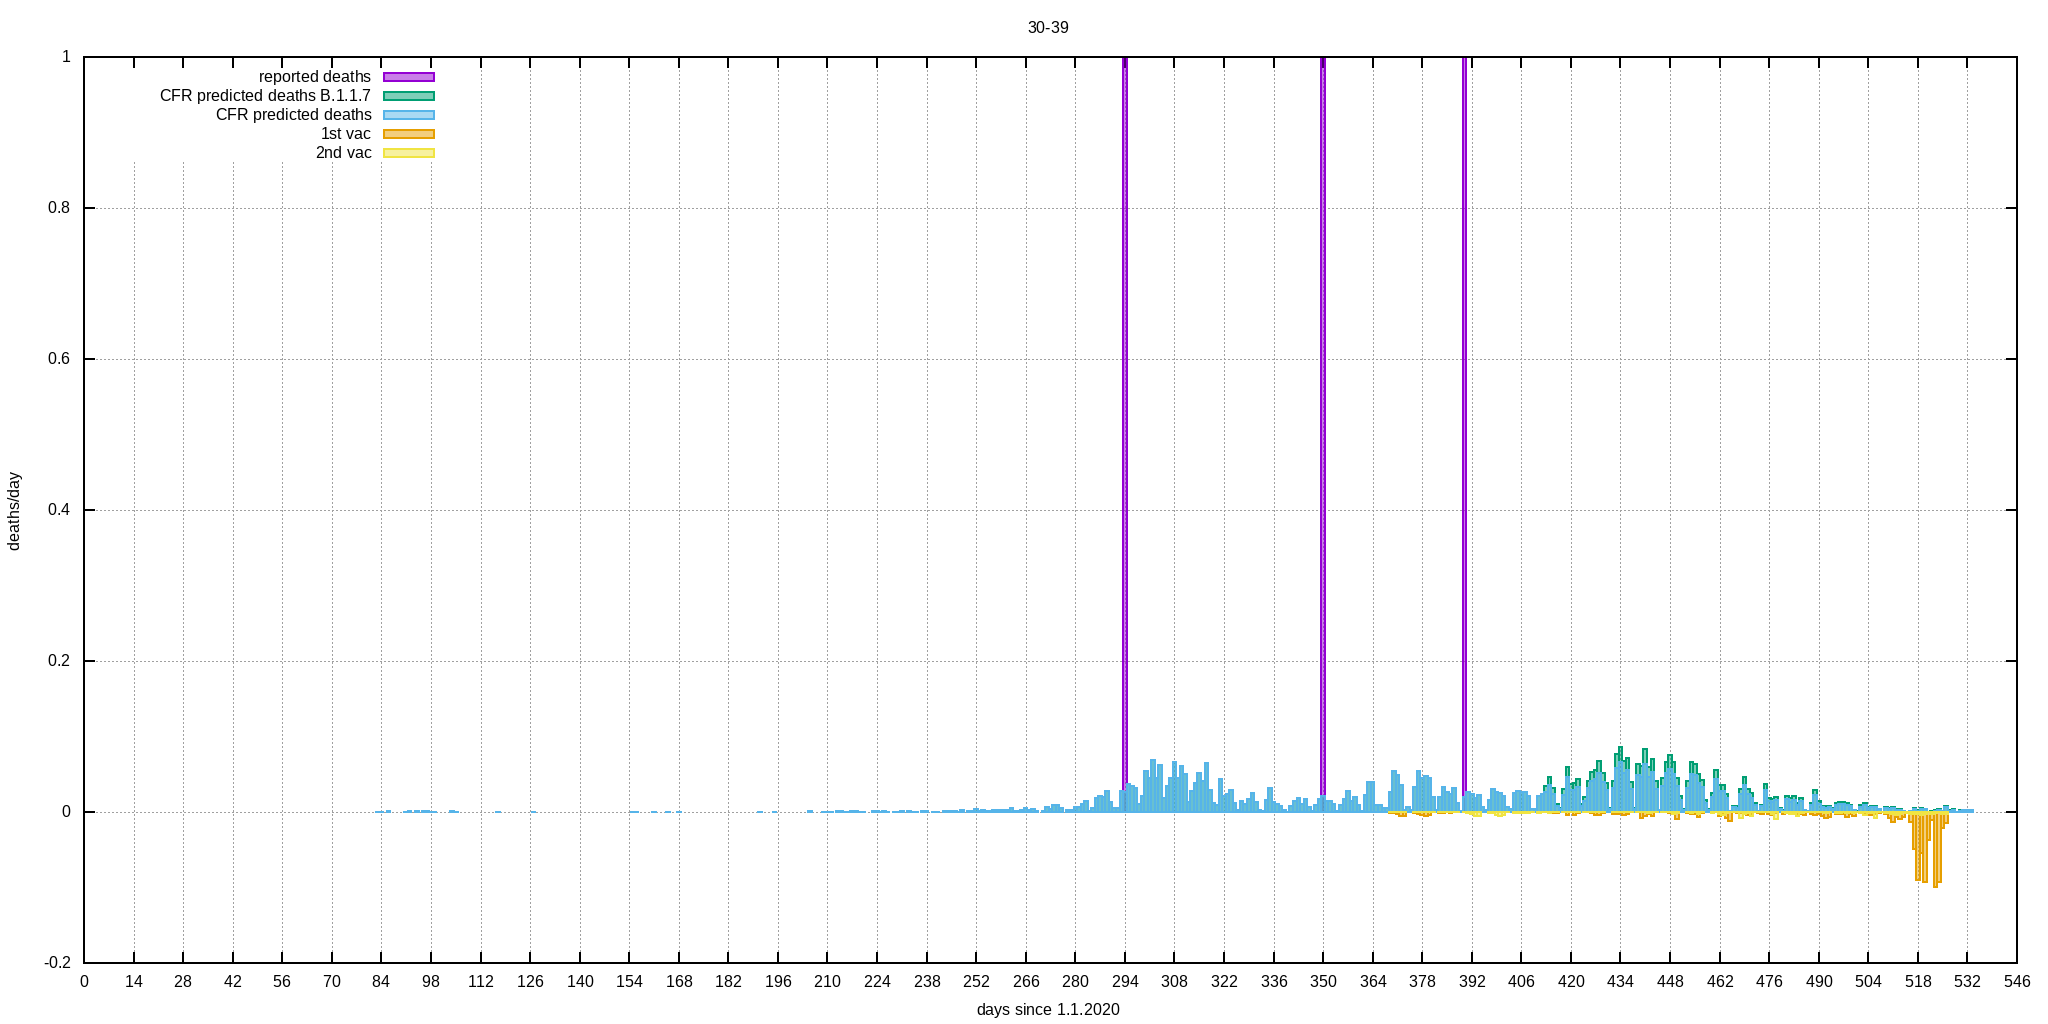 30-39
1
reported deaths
CFR predicted deaths B.1.1.7
CFR predicted deaths
1st vac
2nd vac
0.8
0.6
0.4
0.2
0
-0.2
deaths/day
0 14 28 42 56 70 84 98 112 126 140 154 168 182 196 210 224 238 252 266 280 294 308 322 336 350 364 378 392 406 420 434 448 462 476 490 504 518 532 546
days since 1.1.2020